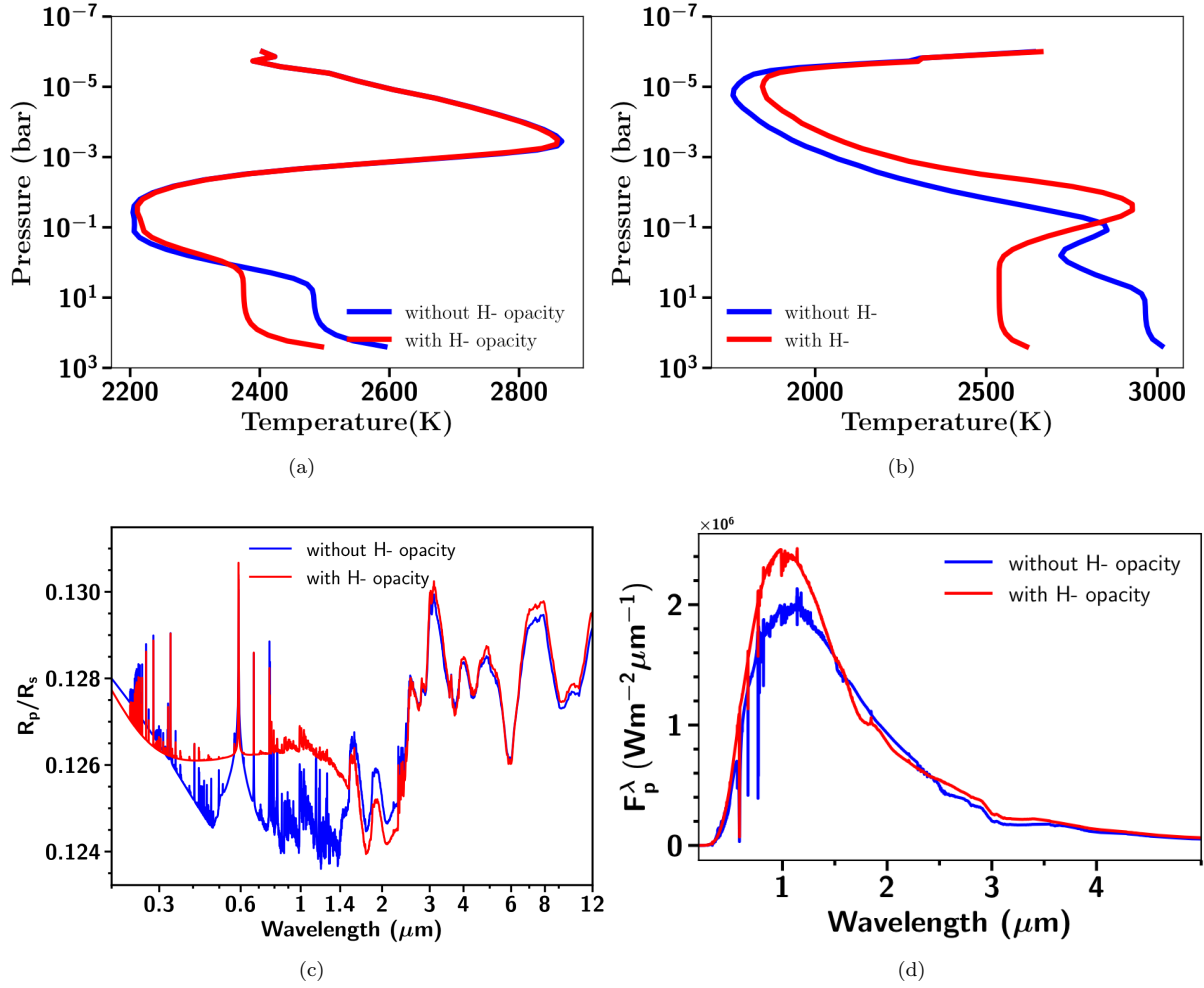 10⁻⁷
10⁻⁵
10⁻³
10⁻¹
10¹
10³
Pressure (bar)
2200 2400 2600 2800
Temperature(K)
without H- opacity
with H- opacity
(a)
10⁻⁷
10⁻⁵
10⁻³
10⁻¹
10¹
10³
Pressure (bar)
2000 2500 3000
Temperature(K)
without H-
with H-
(b)
0.130
0.128
0.126
0.124
Rₚ/Rₛ
0.3 0.6 1 1.4 2 3 4 6 8 12
Wavelength (μm)
without H- opacity
with H- opacity
(c)
×10⁶
2
1
0
Fₚ^λ (Wm⁻²μm⁻¹)
1 2 3 4
Wavelength (μm)
without H- opacity
with H- opacity
(d)